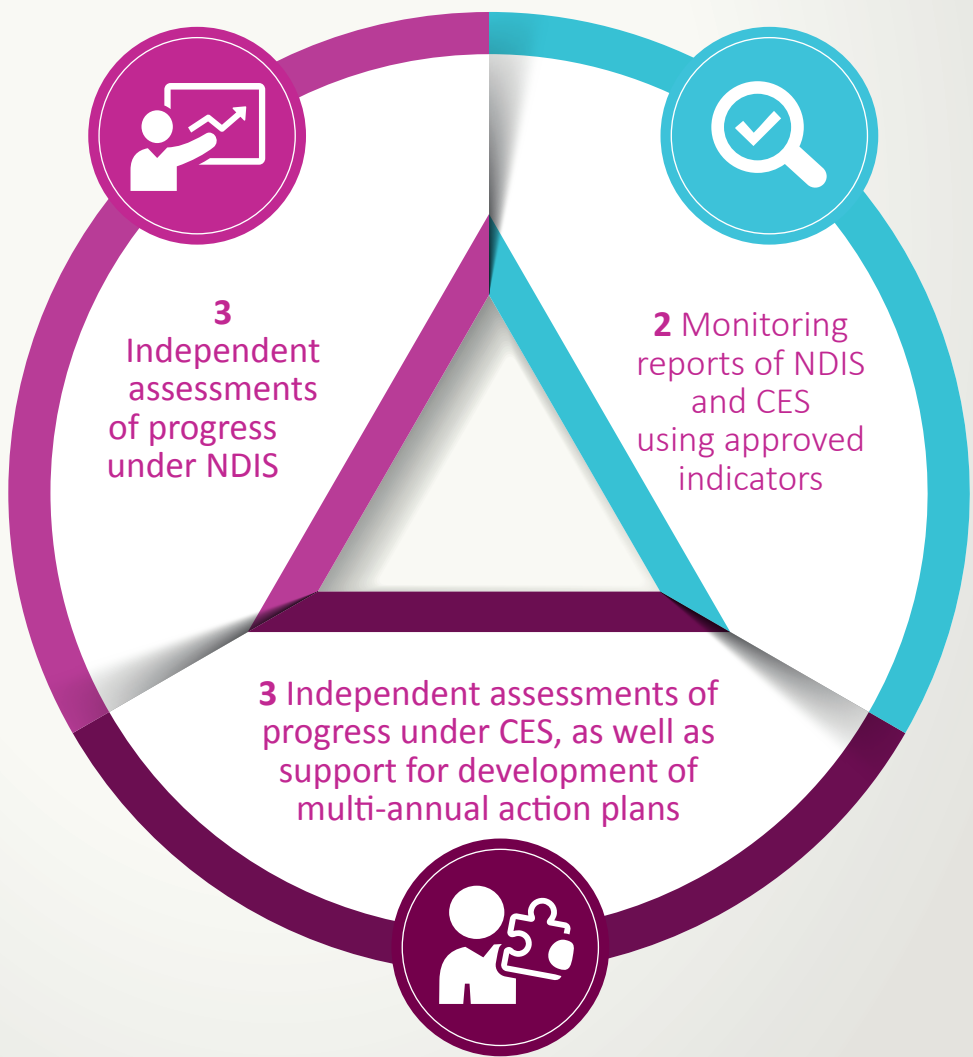 3
Independent
assessments
of progress
under NDIS
2 Monitoring
reports of NDIS
and CES
using approved
indicators
3 Independent assessments of
progress under CES, as well as
support for development of
multi-annual action plans